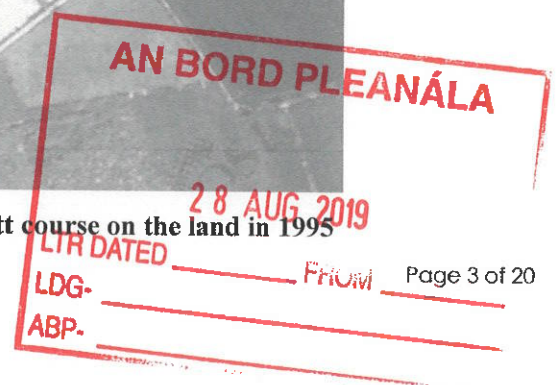 AN BORD PLEANÁLA
28 AUG 2019
tt course on the land in 1995
LTR DATED FROM
Page 3 of 20
LDG-
ABP-